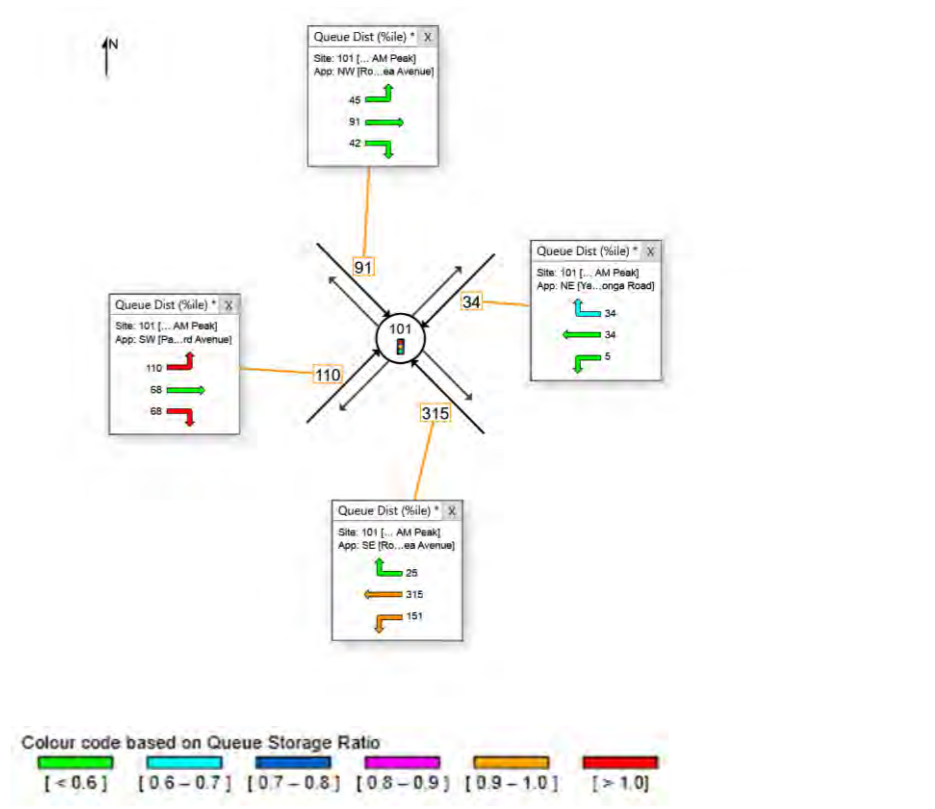 N
Queue Dist (%ile) * X
Site: 101 [... AM Peak]
App: NW [Ro...ea Avenue]
45
91
42
91
Queue Dist (%ile) * X
Site: 101 [... AM Peak]
App: NE [Ya...onga Road]
34
34
5
34
101
Queue Dist (%ile) * X
Site: 101 [... AM Peak]
App: SW [Pa...rd Avenue]
110
68
68
110
315
Queue Dist (%ile) * X
Site: 101 [... AM Peak]
App: SE [Ro...ea Avenue]
25
315
151
Colour code based on Queue Storage Ratio
[ < 0.6 ] [ 0.6 – 0.7 ] [ 0.7 – 0.8 ] [ 0.8 – 0.9 ] [ 0.9 – 1.0 ] [ > 1.0]